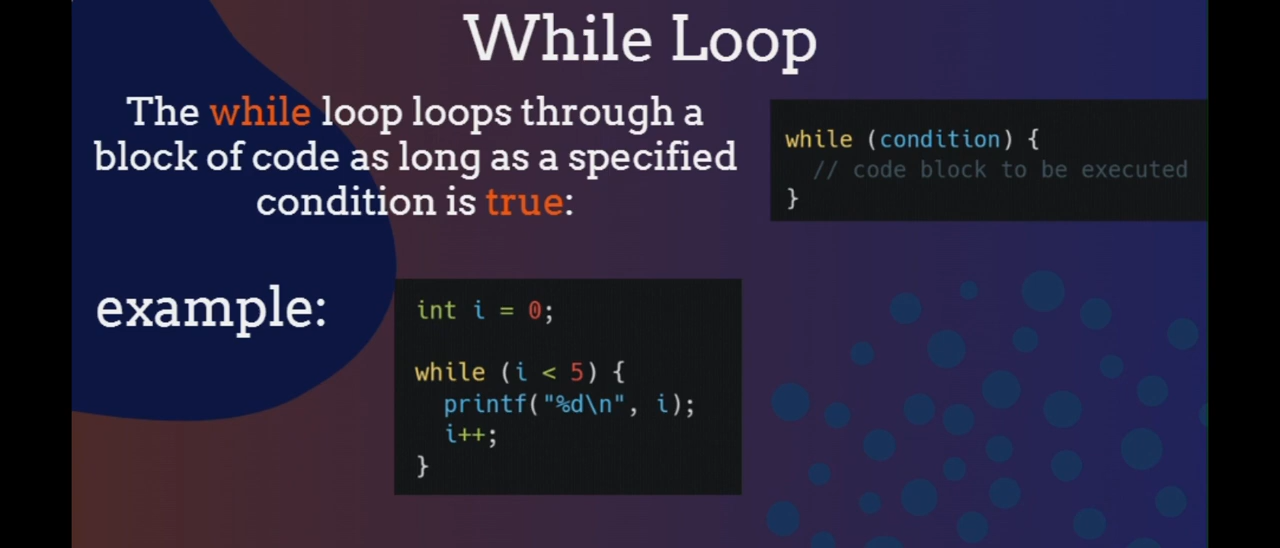 While Loop
The while loop loops through a
block of code as long as a specified
condition is true:
while (condition) {
  // code block to be executed
}
example:
int i = 0;

while (i < 5) {
  printf("%d\n", i);
  i++;
}